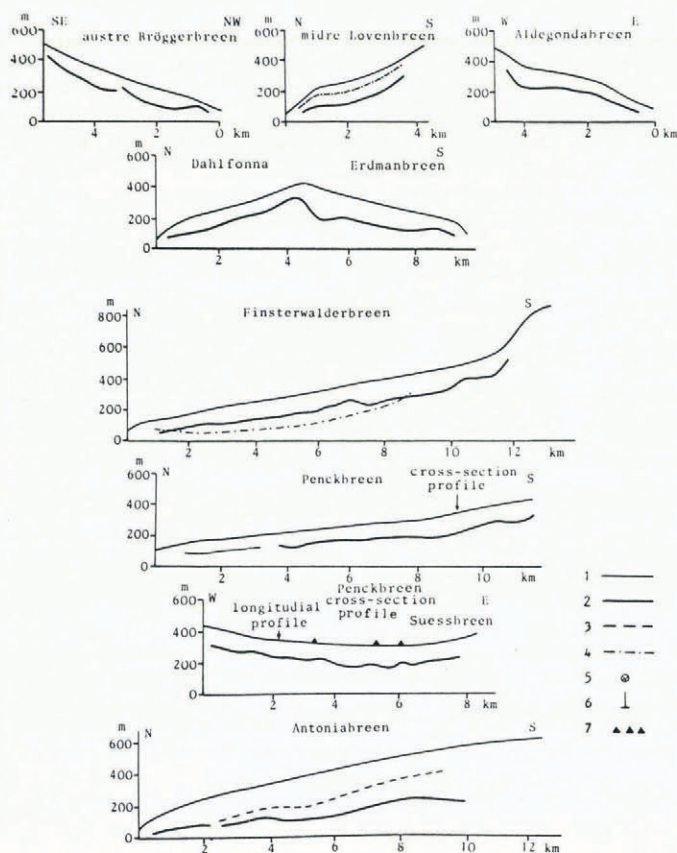 m SE austre Bröggerbreen NW
600
400
200
0
4 2 0 km
m N midre Lovenbreen S
600
400
200
0
0 2 4 km
m W Aldegondabreen E
600
400
200
0
4 2 0 km
m N Dahlfonna Erdmanbreen S
600
400
200
0
2 4 6 8 km
m N Finsterwalderbreen S
800
600
400
200
0
2 4 6 8 10 12 km
m N Penckbreen cross-section S
profile
600
400
200
0
2 4 6 8 10 km
Penckbreen
m W cross-section E
longitudial profile Suessbreen
profile
600
400
200
0
2 4 6 8 km
m N Antoniabreen S
600
400
200
0
2 4 6 8 10 12 km
1
2
3
4
5
6
7